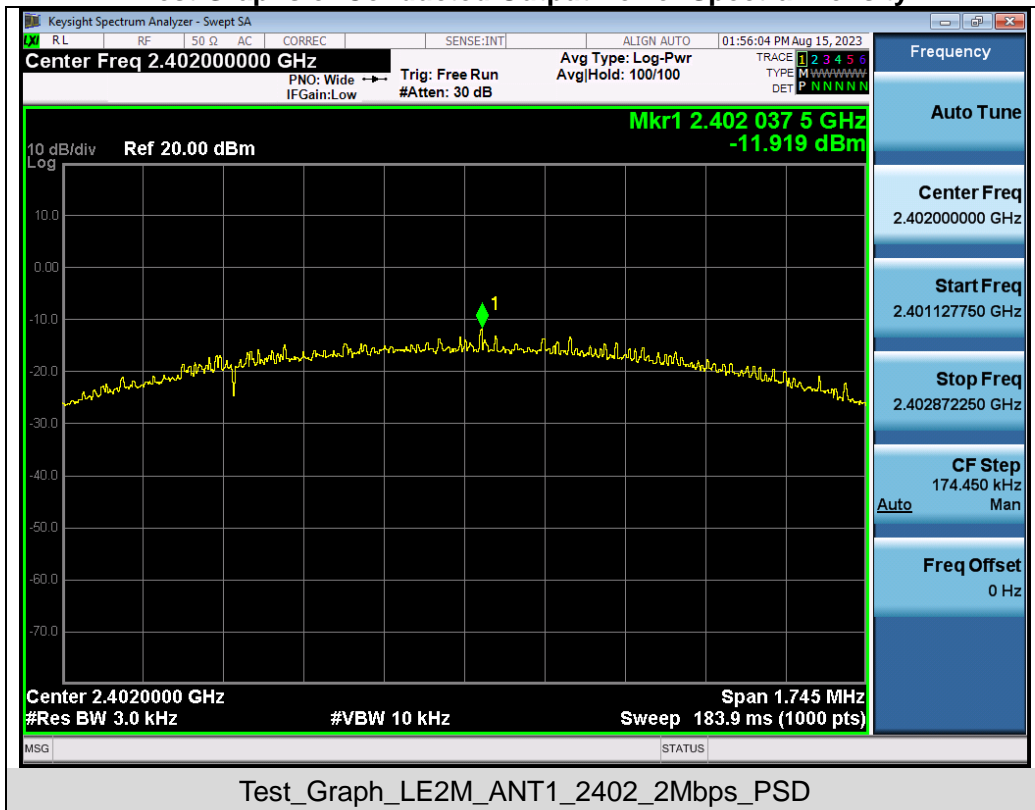 Keysight Spectrum Analyzer - Swept SA
LXI RL RF 50 Ω AC CORREC SENSE:INT ALIGN AUTO 01:56:04 PM Aug 15, 2023
Center Freq 2.402000000 GHz
PNO: Wide
IFGain:Low
Trig: Free Run
#Atten: 30 dB
Avg Type: Log-Pwr
Avg|Hold: 100/100
TRACE 1 2 3 4 5 6
TYPE M WWWWW
DET P N N N N N
Mkr1 2.402 037 5 GHz
-11.919 dBm
10 dB/div Ref 20.00 dBm
Log
10.0
0.00
-10.0
-20.0
-30.0
-40.0
-50.0
-60.0
-70.0
1
Center 2.4020000 GHz Span 1.745 MHz
#Res BW 3.0 kHz #VBW 10 kHz Sweep 183.9 ms (1000 pts)
MSG STATUS
Frequency
Auto Tune
Center Freq
2.402000000 GHz
Start Freq
2.401127750 GHz
Stop Freq
2.402872250 GHz
CF Step
174.450 kHz
Auto Man
Freq Offset
0 Hz
Test_Graph_LE2M_ANT1_2402_2Mbps_PSD